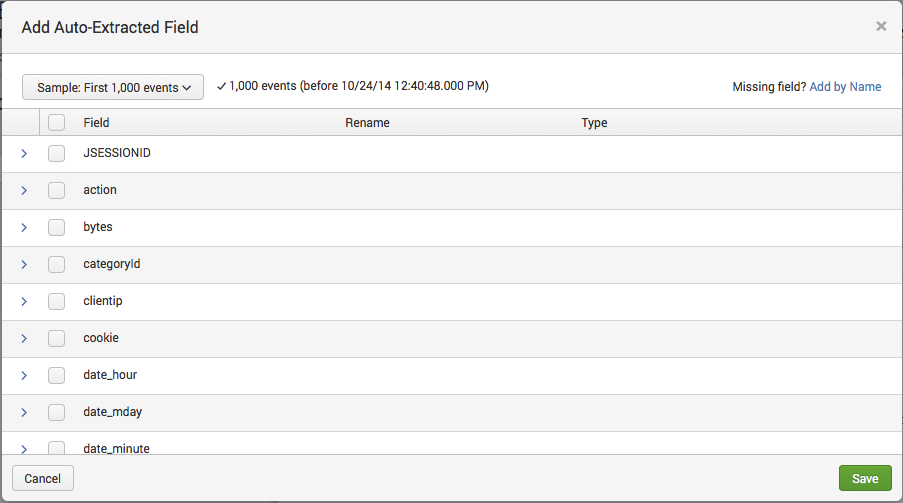 Add Auto-Extracted Field
Sample: First 1,000 events
1,000 events (before 10/24/14 12:40:48.000 PM)
Missing field? Add by Name
Field Rename Type
JSESSIONID
action
bytes
categoryId
clientip
cookie
date_hour
date_mday
date_minute
Cancel Save